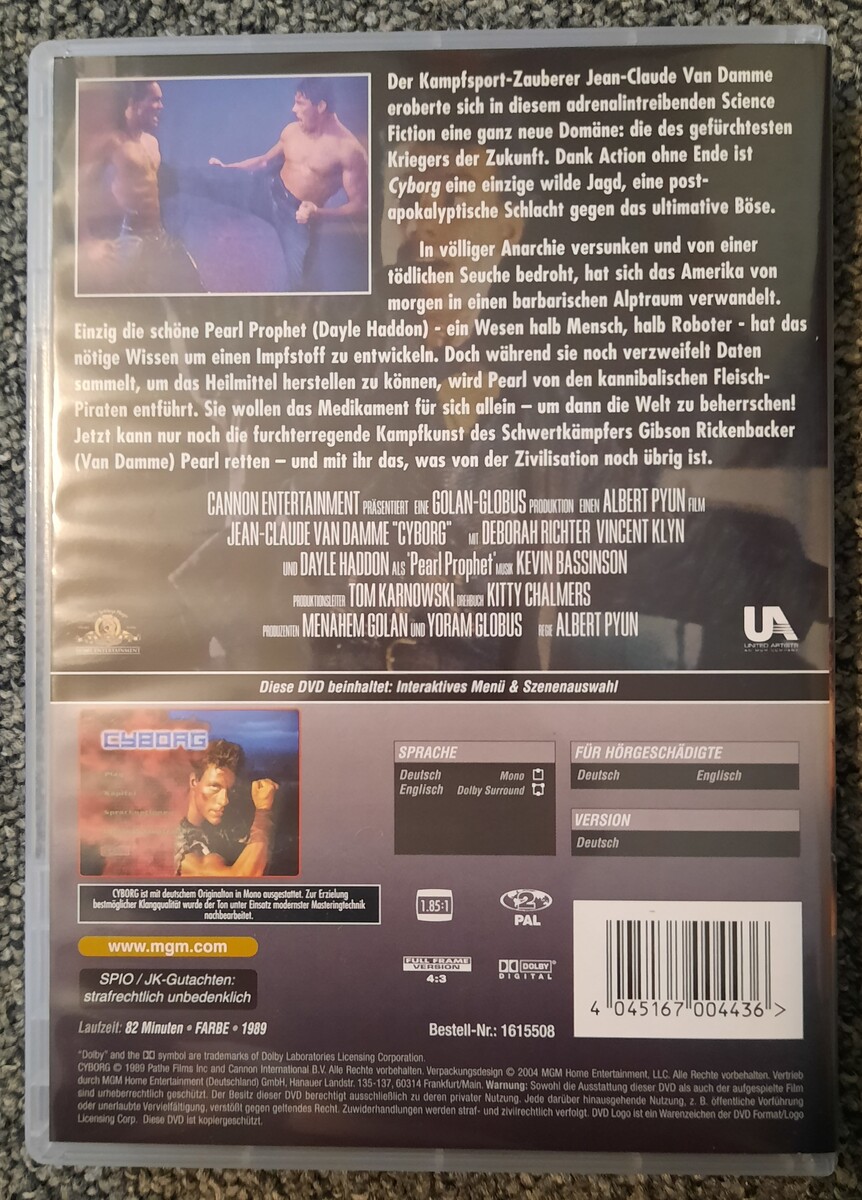 Der Kampfsport-Zauberer Jean-Claude Van Damme
eroberte sich in diesem adrenalintreibenden Science
Fiction eine ganz neue Domäne: die des gefürchtesten
Kriegers der Zukunft. Dank Action ohne Ende ist
Cyborg eine einzige wilde Jagd, eine post-
apokalyptische Schlacht gegen das ultimative Böse.
In völliger Anarchie versunken und von einer
tödlichen Seuche bedroht, hat sich das Amerika von
morgen in einen barbarischen Alptraum verwandelt.
Einzig die schöne Pearl Prophet (Dayle Haddon) - ein Wesen halb Mensch, halb Roboter - hat das
nötige Wissen um einen Impfstoff zu entwickeln. Doch während sie noch verzweifelt Daten
sammelt, um das Heilmittel herstellen zu können, wird Pearl von den kannibalischen Fleisch-
Piraten entführt. Sie wollen das Medikament für sich allein – um dann die Welt zu beherrschen!
Jetzt kann nur noch die furchterregende Kampfkunst des Schwertkämpfers Gibson Rickenbacker
(Van Damme) Pearl retten – und mit ihr das, was von der Zivilisation noch übrig ist.
CANNON ENTERTAINMENT PRÄSENTIERT EINE GOLAN-GLOBUS PRODUKTION EINEN ALBERT PYUN FILM
JEAN-CLAUDE VAN DAMME "CYBORG" MIT DEBORAH RICHTER VINCENT KLYN
UND DAYLE HADDON ALS 'Pearl Prophet' MUSIK KEVIN BASSINSON
PRODUKTIONSLEITER TOM KARNOWSKI DREHBUCH KITTY CHALMERS
PRODUZENTEN MENAHEM GOLAN UND YORAM GLOBUS REGIE ALBERT PYUN
HOME ENTERTAINMENT
UA
UNITED ARTISTS
Diese DVD beinhaltet: Interaktives Menü & Szenenauswahl
CYBORG
Play
Kapitel
SPRACHE
Deutsch Mono
Englisch Dolby Surround
FÜR HÖRGESCHÄDIGTE
Deutsch Englisch
VERSION
Deutsch
CYBORG ist mit deutschem Originalton in Mono ausgestattet. Zur Erzielung
bestmöglicher Klangqualität wurde der Ton unter Einsatz modernster Masteringtechnik
nachbearbeitet.
1.85:1
2
PAL
www.mgm.com
FULL FRAME
VERSION
4:3
DOLBY
DIGITAL
SPIO / JK-Gutachten:
strafrechtlich unbedenklich
4 045167 004436 >
Laufzeit: 82 Minuten • FARBE • 1989
Bestell-Nr.: 1615508
"Dolby" and the DD symbol are trademarks of Dolby Laboratories Licensing Corporation.
CYBORG © 1989 Pathe Films Inc and Cannon International B.V. Alle Rechte vorbehalten. Verpackungsdesign © 2004 MGM Home Entertainment, LLC. Alle Rechte vorbehalten. Vertrieb
durch MGM Home Entertainment (Deutschland) GmbH, Hanauer Landstr. 135-137, 60314 Frankfurt/Main. Warnung: Sowohl die Ausstattung dieser DVD als auch der aufgespielte Film
sind urheberrechtlich geschützt. Der Besitz dieser DVD berechtigt ausschließlich zu deren privater Nutzung. Jede darüber hinausgehende Nutzung, z. B. öffentliche Vorführung
oder unerlaubte Vervielfältigung, verstößt gegen geltendes Recht. Zuwiderhandlungen werden straf- und zivilrechtlich verfolgt. DVD Logo ist ein Warenzeichen der DVD Format/Logo
Licensing Corp. Diese DVD ist kopiergeschützt.